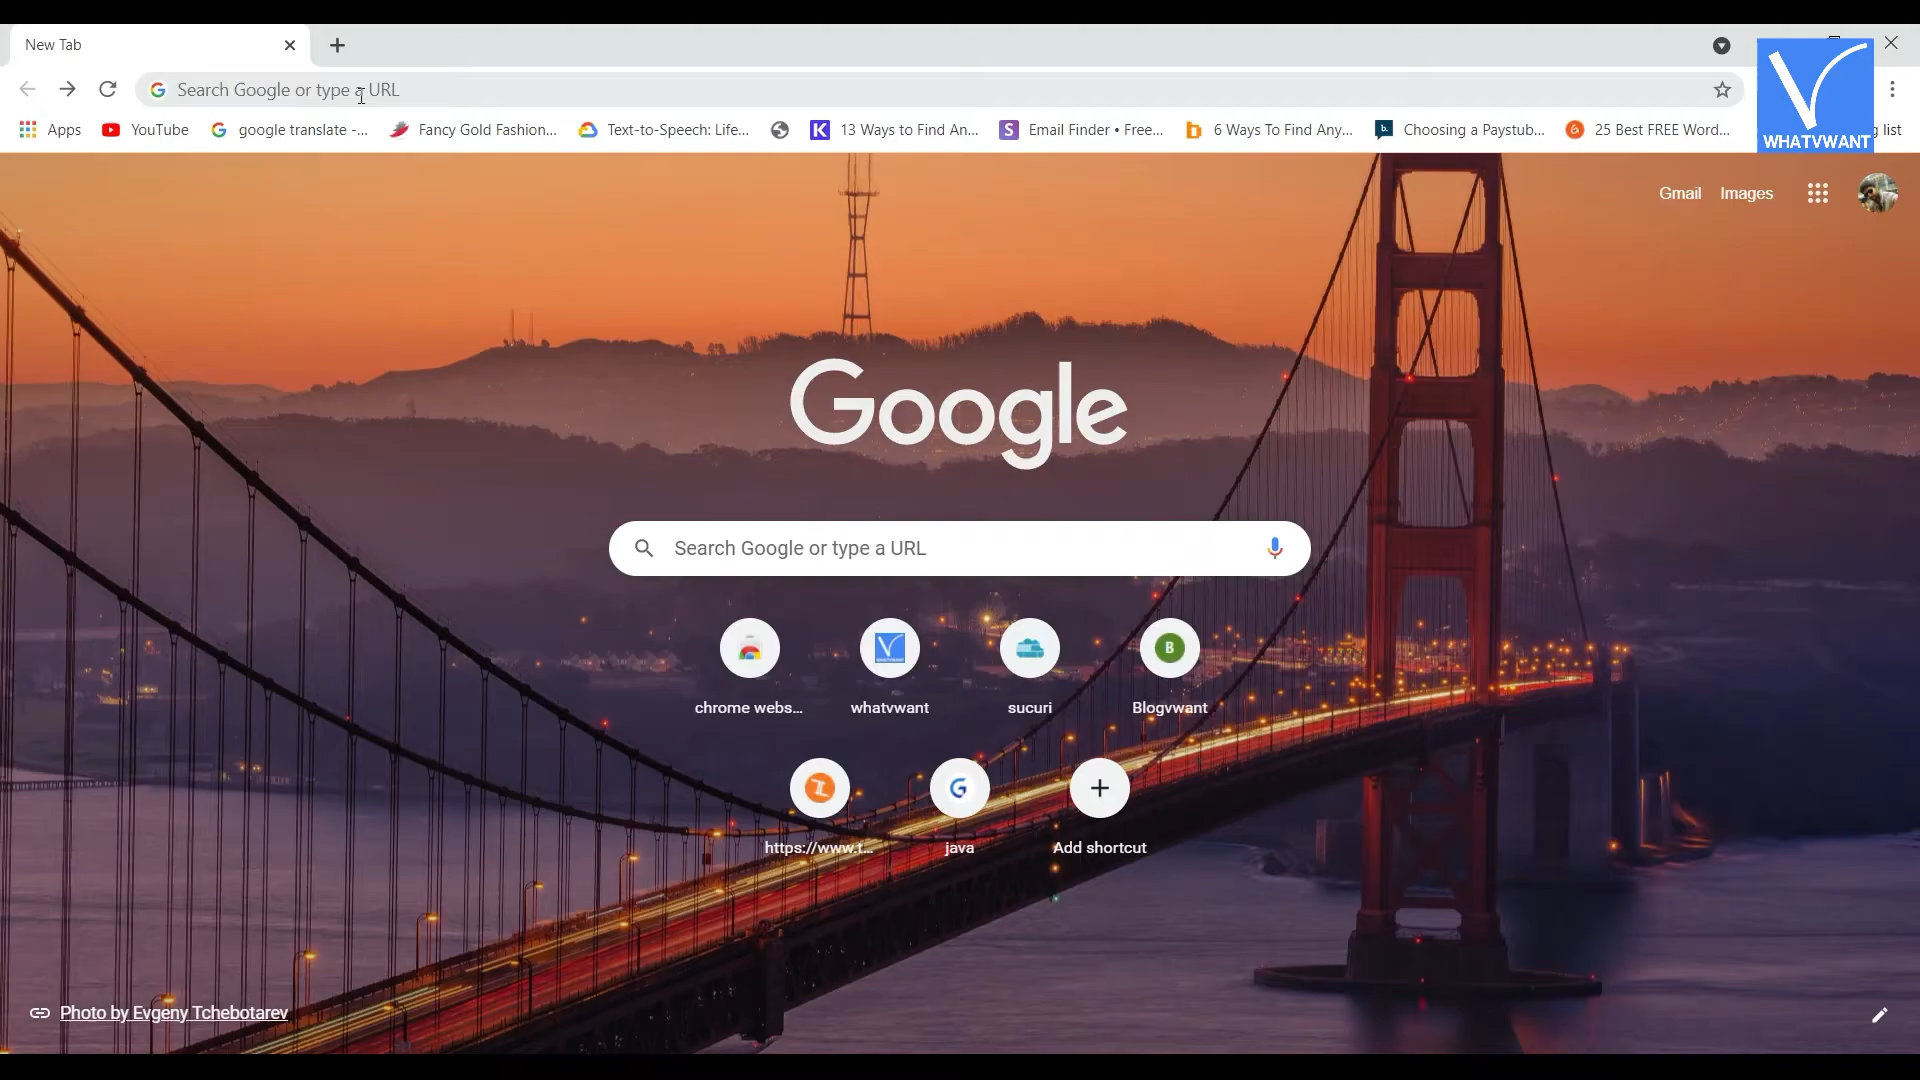 New Tab
Search Google or type a URL
Apps YouTube google translate -... Fancy Gold Fashion... Text-to-Speech: Life... K 13 Ways to Find An... S Email Finder • Free... 6 Ways To Find Any... b. Choosing a Paystub... 25 Best FREE Word... WHATVWANT g list
Gmail Images
Google
Search Google or type a URL
chrome webs... whatvwant sucuri Blogvwant
https://www.t... java Add shortcut
Photo by Evgeny Tchebotarev